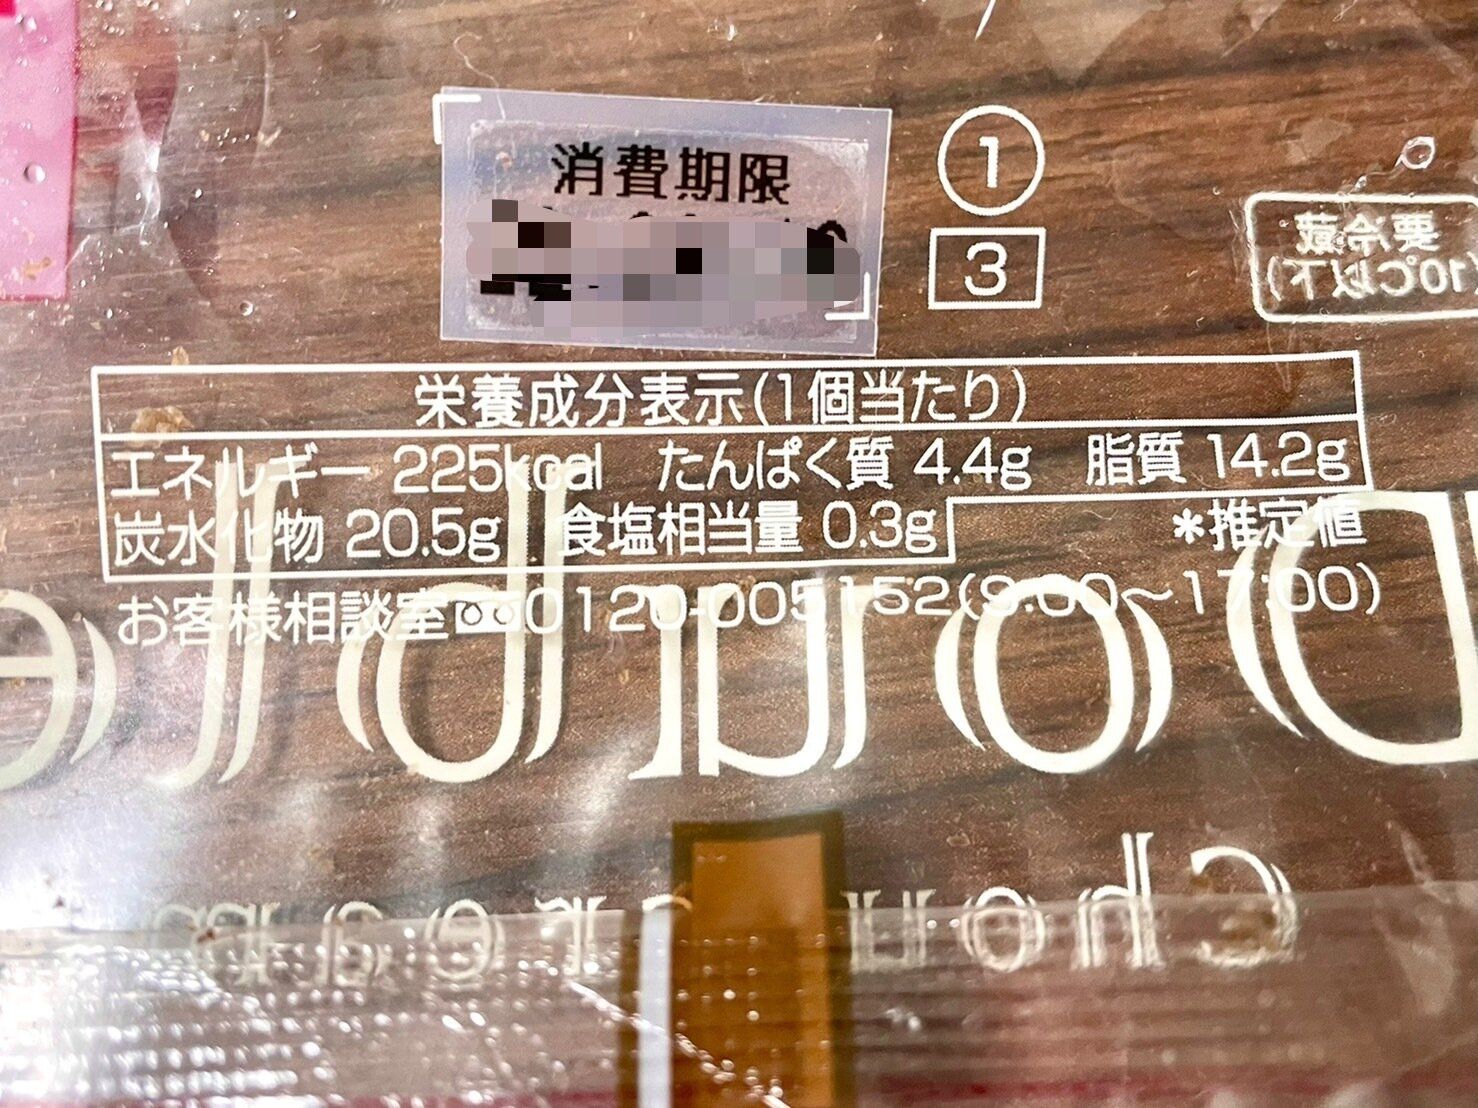 消費期限
1
3
要冷蔵
(10℃以下)
栄養成分表示(1個当たり)
エネルギー 225kcal たんぱく質 4.4g 脂質 14.2g
炭水化物 20.5g 食塩相当量 0.3g
*推定値
お客様相談室 0120-005152(9:00～17:00)
Double
Chou cream